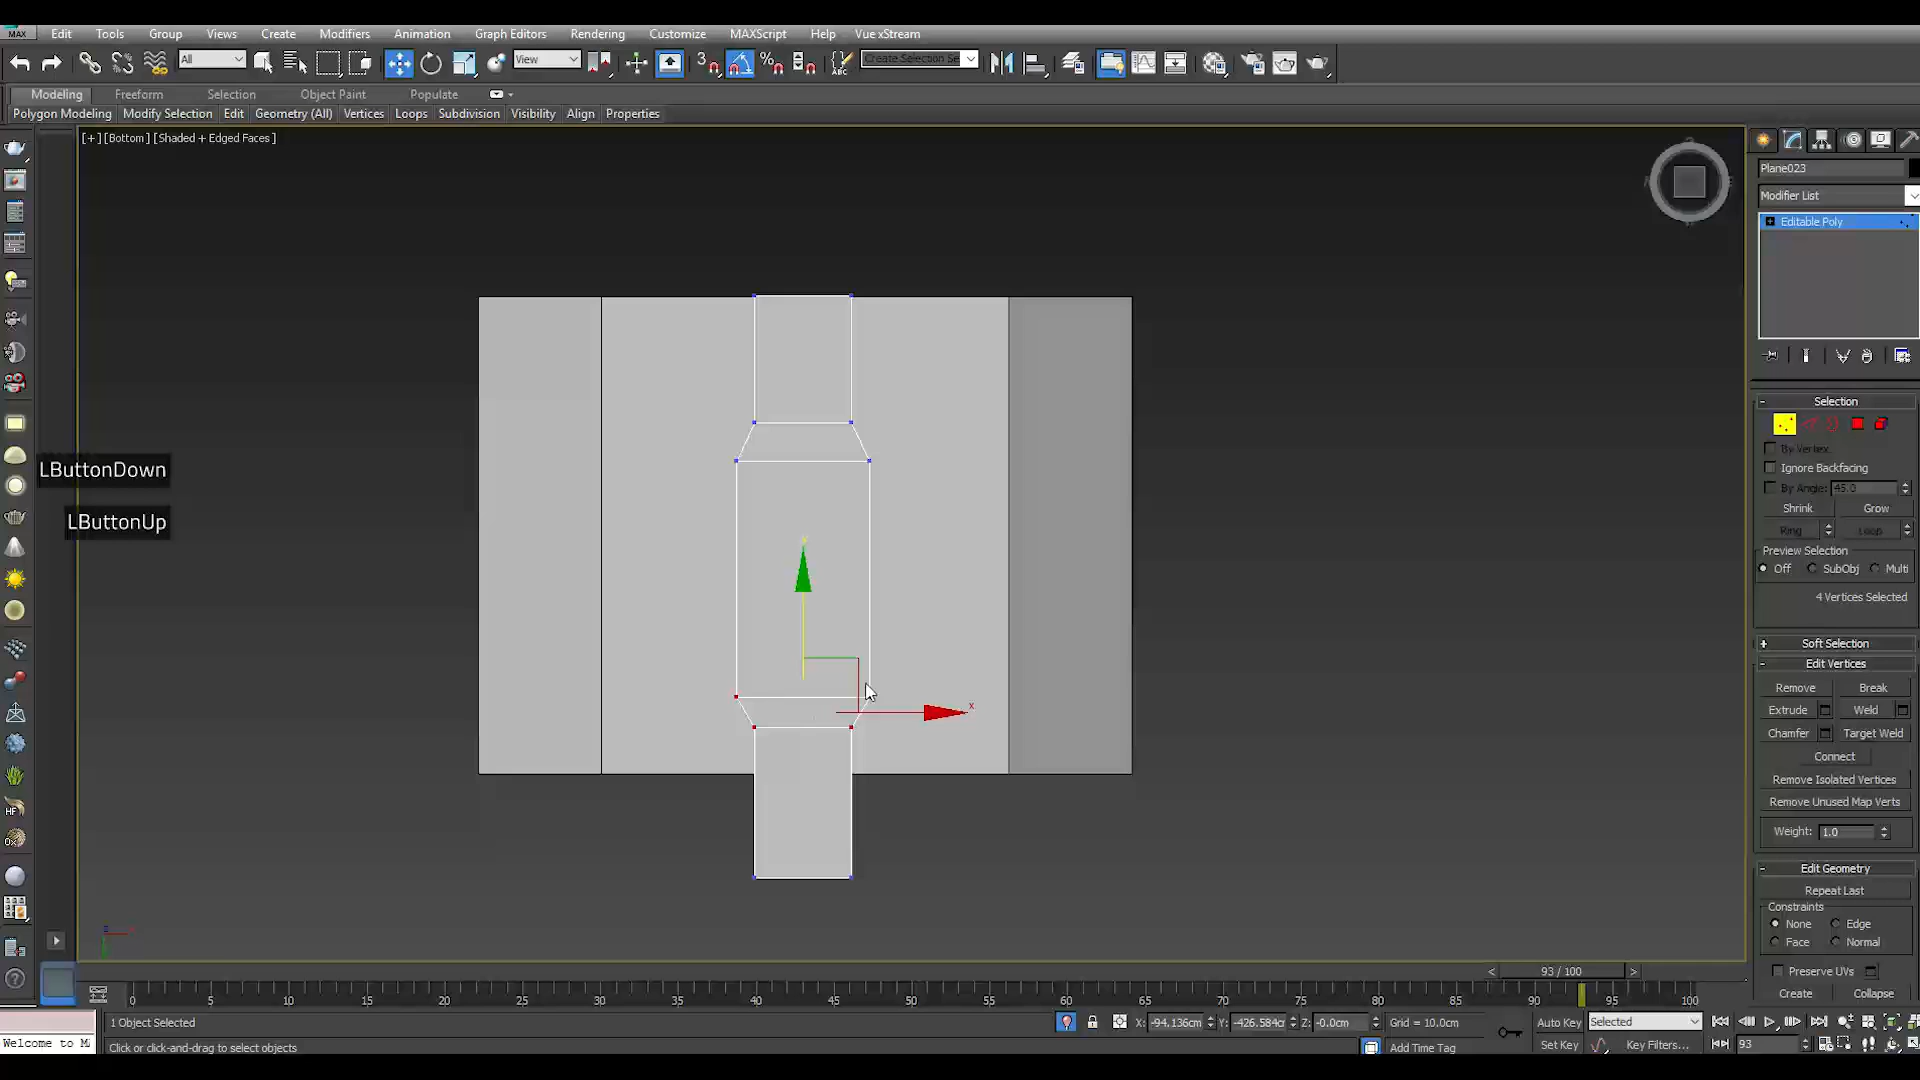 MAX
Edit Tools Group Views Create Modifiers Animation Graph Editors Rendering Customize MAXScript Help Vue xStream
All View Create Selection Se
Modeling Freeform Selection Object Paint Populate
Polygon Modeling Modify Selection Edit Geometry (All) Vertices Loops Subdivision Visibility Align Properties
[+] [Bottom] [Shaded + Edged Faces]
Plane023
Modifier List
Editable Poly
Selection
By Vertex
Ignore Backfacing
By Angle: 45.0
Shrink Grow
Ring Loop
Preview Selection
Off SubObj Multi
4 Vertices Selected
Soft Selection
Edit Vertices
Remove Break
Extrude Weld
Chamfer Target Weld
Connect
Remove Isolated Vertices
Remove Unused Map Verts
Weight: 1.0
Edit Geometry
Repeat Last
Constraints
None Edge
Face Normal
Preserve UVs
Create Collapse
LButtonDown
LButtonUp
x
93 / 100
0 5 10 15 20 25 30 35 40 45 50 55 60 65 70 75 80 85 90 95 100
1 Object Selected
X: -94.136cm Y: -426.584cm Z: -0.0cm Grid = 10.0cm
Auto Key Selected
Welcome to
Click or click-and-drag to select objects
Add Time Tag
Set Key Key Filters... 93